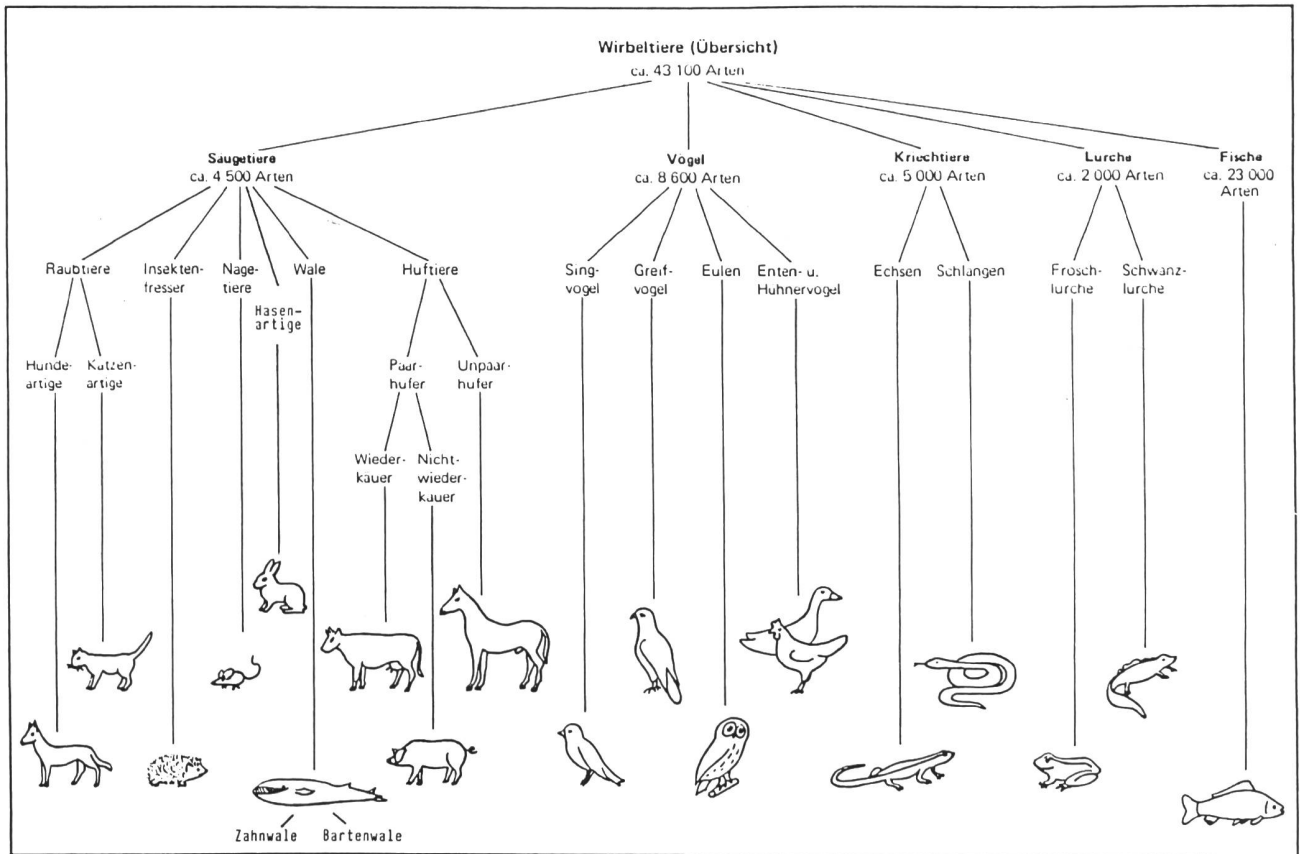 Wirbeltiere (Übersicht)
ca. 43 100 Arten
Säugetiere
ca. 4 500 Arten
Vögel
ca. 8 600 Arten
Kriechtiere
ca. 5 000 Arten
Lurche
ca. 2 000 Arten
Fische
ca. 23 000
Arten
Raubtiere
Insekten-
fresser
Nage-
tiere
Hasen-
artige
Wale
Huftiere
Sing-
vögel
Greif-
vögel
Eulen
Enten- u.
Hühnervögel
Echsen
Schlangen
Frosch-
lurche
Schwanz-
lurche
Hunde-
artige
Katzen-
artige
Paar-
hufer
Unpaar-
hufer
Wieder-
käuer
Nicht-
wieder-
käuer
Zahnwale
Bartenwale